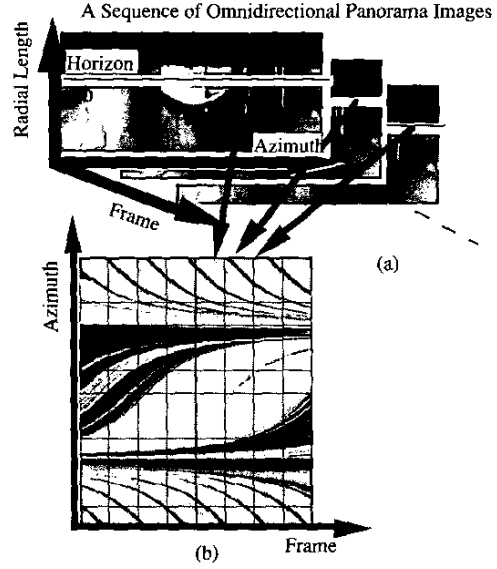 A Sequence of Omnidirectional Panorama Images
Radial Length
Horizon
Azimuth
Frame
(a)
Azimuth
Frame
(b)